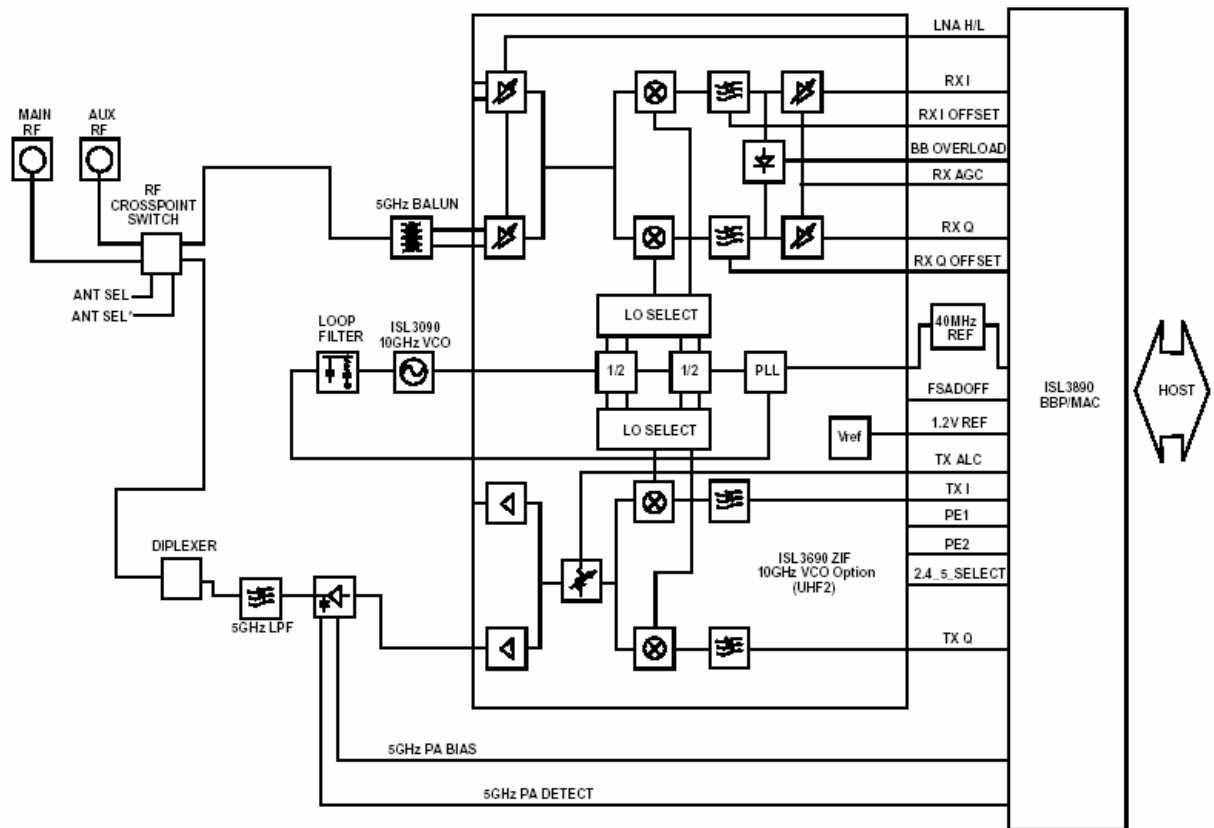 LNA H/L
RX I
RX I OFFSET
BB OVERLOAD
RX AGC
RX Q
RX Q OFFSET
MAIN
RF
AUX
RF
RF
CROSSPOINT
SWITCH
5GHz BALUN
ANT SEL
ANT SEL*
LO SELECT
LOOP
FILTER
ISL3090
10GHz VCO
1/2
1/2
PLL
40MHz
REF
LO SELECT
FSADOFF
1.2V REF
Vref
TX ALC
TX I
PE1
PE2
2.4_5_SELECT
TX Q
ISL3890
BBP/MAC
HOST
DIPLEXER
5GHz LPF
ISL3690 ZIF
10GHz VCO Option
(UHF2)
5GHz PA BIAS
5GHz PA DETECT